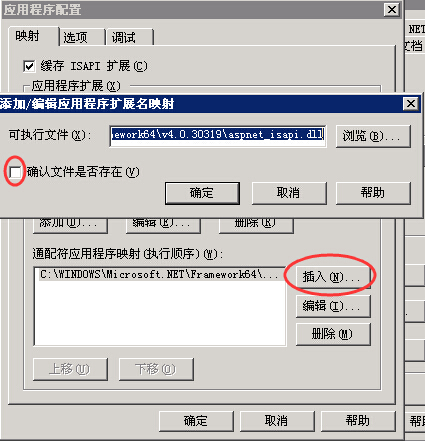 应用程序配置
映射
选项
调试
NET
文档
缓存 ISAPI 扩展(C)
应用程序扩展(X)
添加/编辑应用程序扩展名映射
可执行文件(X):
ework64\v4.0.30319\aspnet_isapi.dll
浏览(B)...
确认文件是否存在(V)
确定
取消
帮助
添加(D)...
编辑(E)...
删除(R)
通配符应用程序映射(执行顺序)(W):
C:\WINDOWS\Microsoft.NET\Framework64\...
插入(N)...
编辑(I)...
删除(M)
上移(U)
下移(O)
确定
取消
帮助
帮